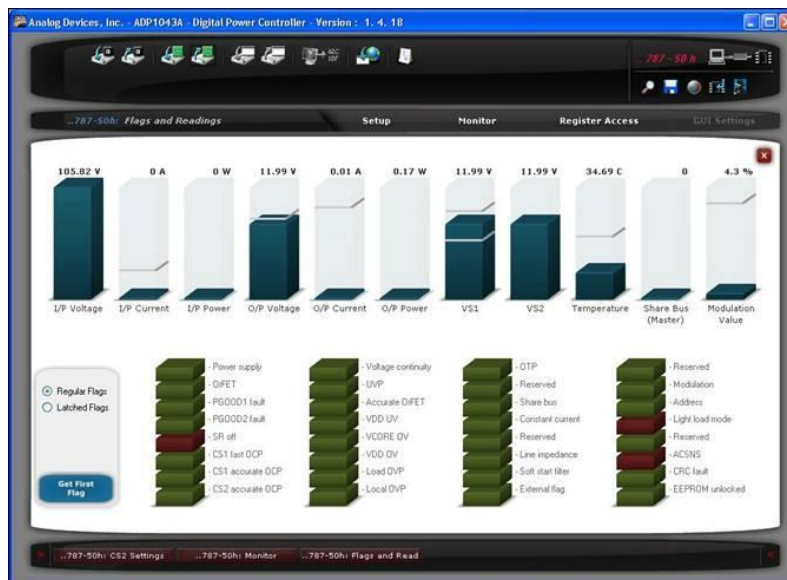 Analog Devices, Inc. - ADP1043A - Digital Power Controller - Version : 1. 4. 18
ADC
..787-50 h
..787-50h: Flags and Readings
Setup
Monitor
Register Access
GUI Settings
105.82 V 0 A 0 W 11.99 V 0.01 A 0.17 W 11.99 V 11.99 V 34.69 C 0 4.3 %
I/P Voltage I/P Current I/P Power O/P Voltage O/P Current O/P Power VS1 VS2 Temperature Share Bus Modulation
(Master) Value
Regular Flags
Latched Flags
Get First
Flag
- Power supply
- OrFET
- PGOOD1 fault
- PGOOD2 fault
- SR off
- CS1 fast OCP
- CS1 accurate OCP
- CS2 accurate OCP
- Voltage continuity
- UVP
- Accurate OrFET
- VDD UV
- VCORE OV
- VDD OV
- Load OVP
- Local OVP
- OTP
- Reserved
- Share bus
- Constant current
- Reserved
- Line impedance
- Soft start filter
- External flag
- Reserved
- Modulation
- Address
- Light load mode
- Reserved
- ACSNS
- CRC fault
- EEPROM unlocked
..787-50h: CS2 Settings
..787-50h: Monitor
..787-50h: Flags and Read